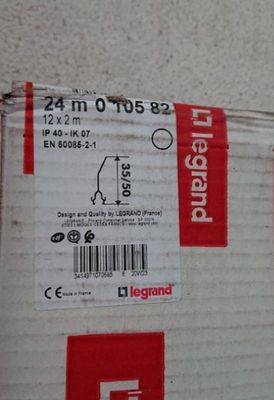 24 m 0 105 82
12 x 2 m
IP 40 - IK 07
EN 50085-2-1
35/50
Design and Quality by LEGRAND (France)
NF
CE Made in France
legrand
legrand